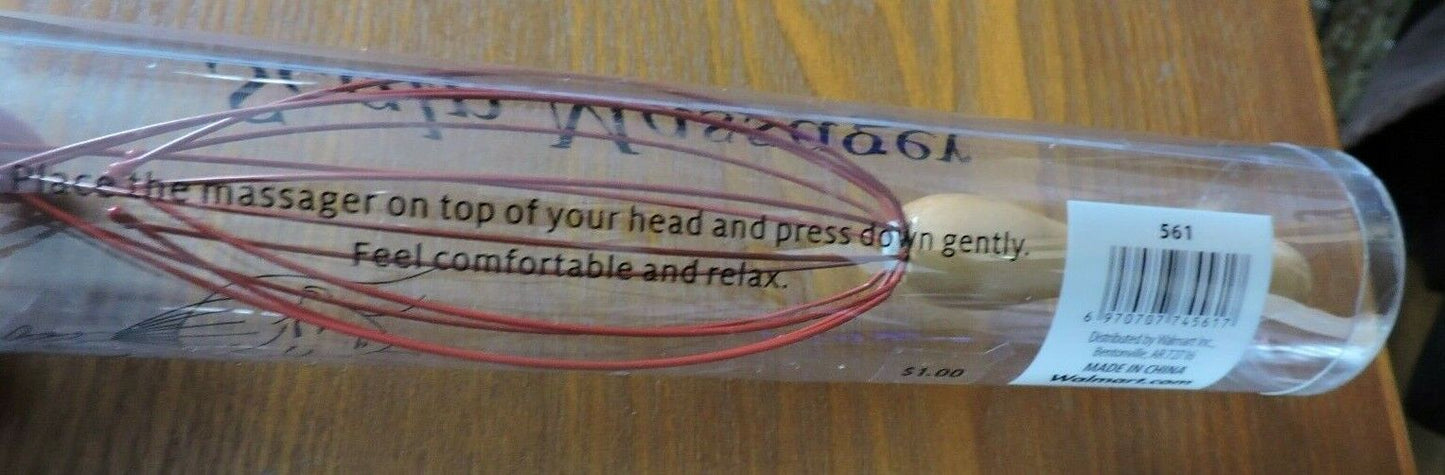 Scalp Massager
Place the massager on top of your head and press down gently.
Feel comfortable and relax.
$1.00
561
6 970707 745617
Distributed by Walmart Inc.
Bentonville, AR 72716
MADE IN CHINA
Walmart.com